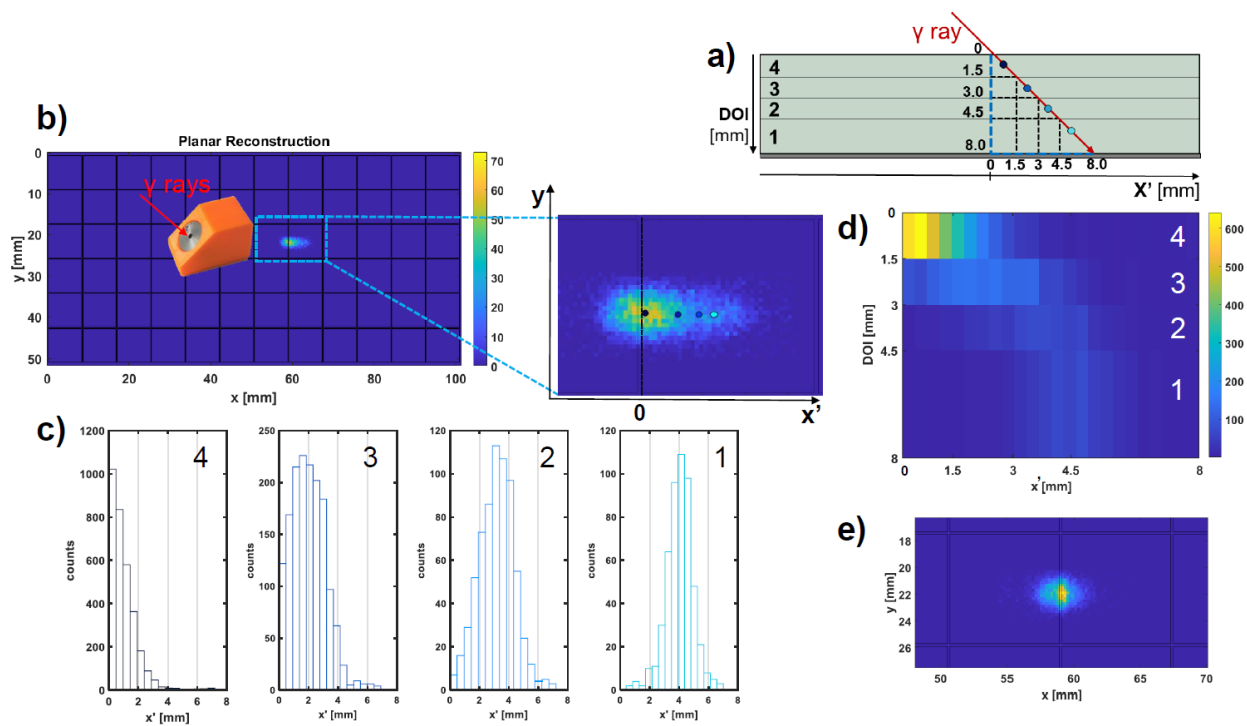 a)
γ ray
4
3
2
1
DOI
[mm]
0
1.5
3.0
4.5
8.0
0 1.5 3 4.5 8.0
X' [mm]
b)
Planar Reconstruction
γ rays
0
10
20
30
40
50
y [mm]
0 20 40 60 80 100
x [mm]
70
60
50
40
30
20
10
0
y
0
x'
c)
4
1200
1000
800
600
400
200
0
counts
0 2 4 6 8
x' [mm]
3
250
200
150
100
50
0
counts
0 2 4 6 8
x' [mm]
2
120
100
80
60
40
20
0
counts
0 2 4 6 8
x' [mm]
1
120
100
80
60
40
20
0
counts
0 2 4 6 8
x' [mm]
d)
0
1.5
3
4.5
8
DOI [mm]
4
3
2
1
0 1.5 3 4.5 8
x' [mm]
600
500
400
300
200
100
e)
18
20
22
24
26
y [mm]
50 55 60 65 70
x [mm]